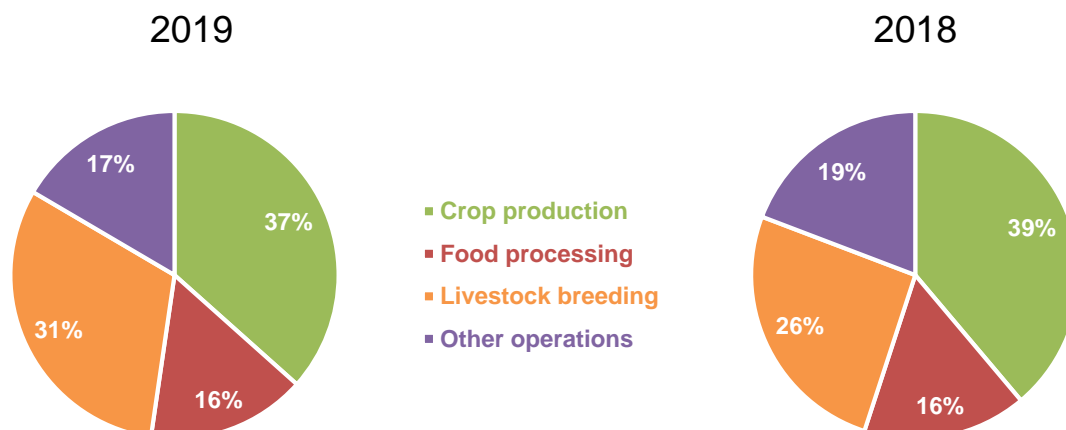 2019
2018
17%
37%
31%
16%
Crop production
Food processing
Livestock breeding
Other operations
19%
39%
26%
16%